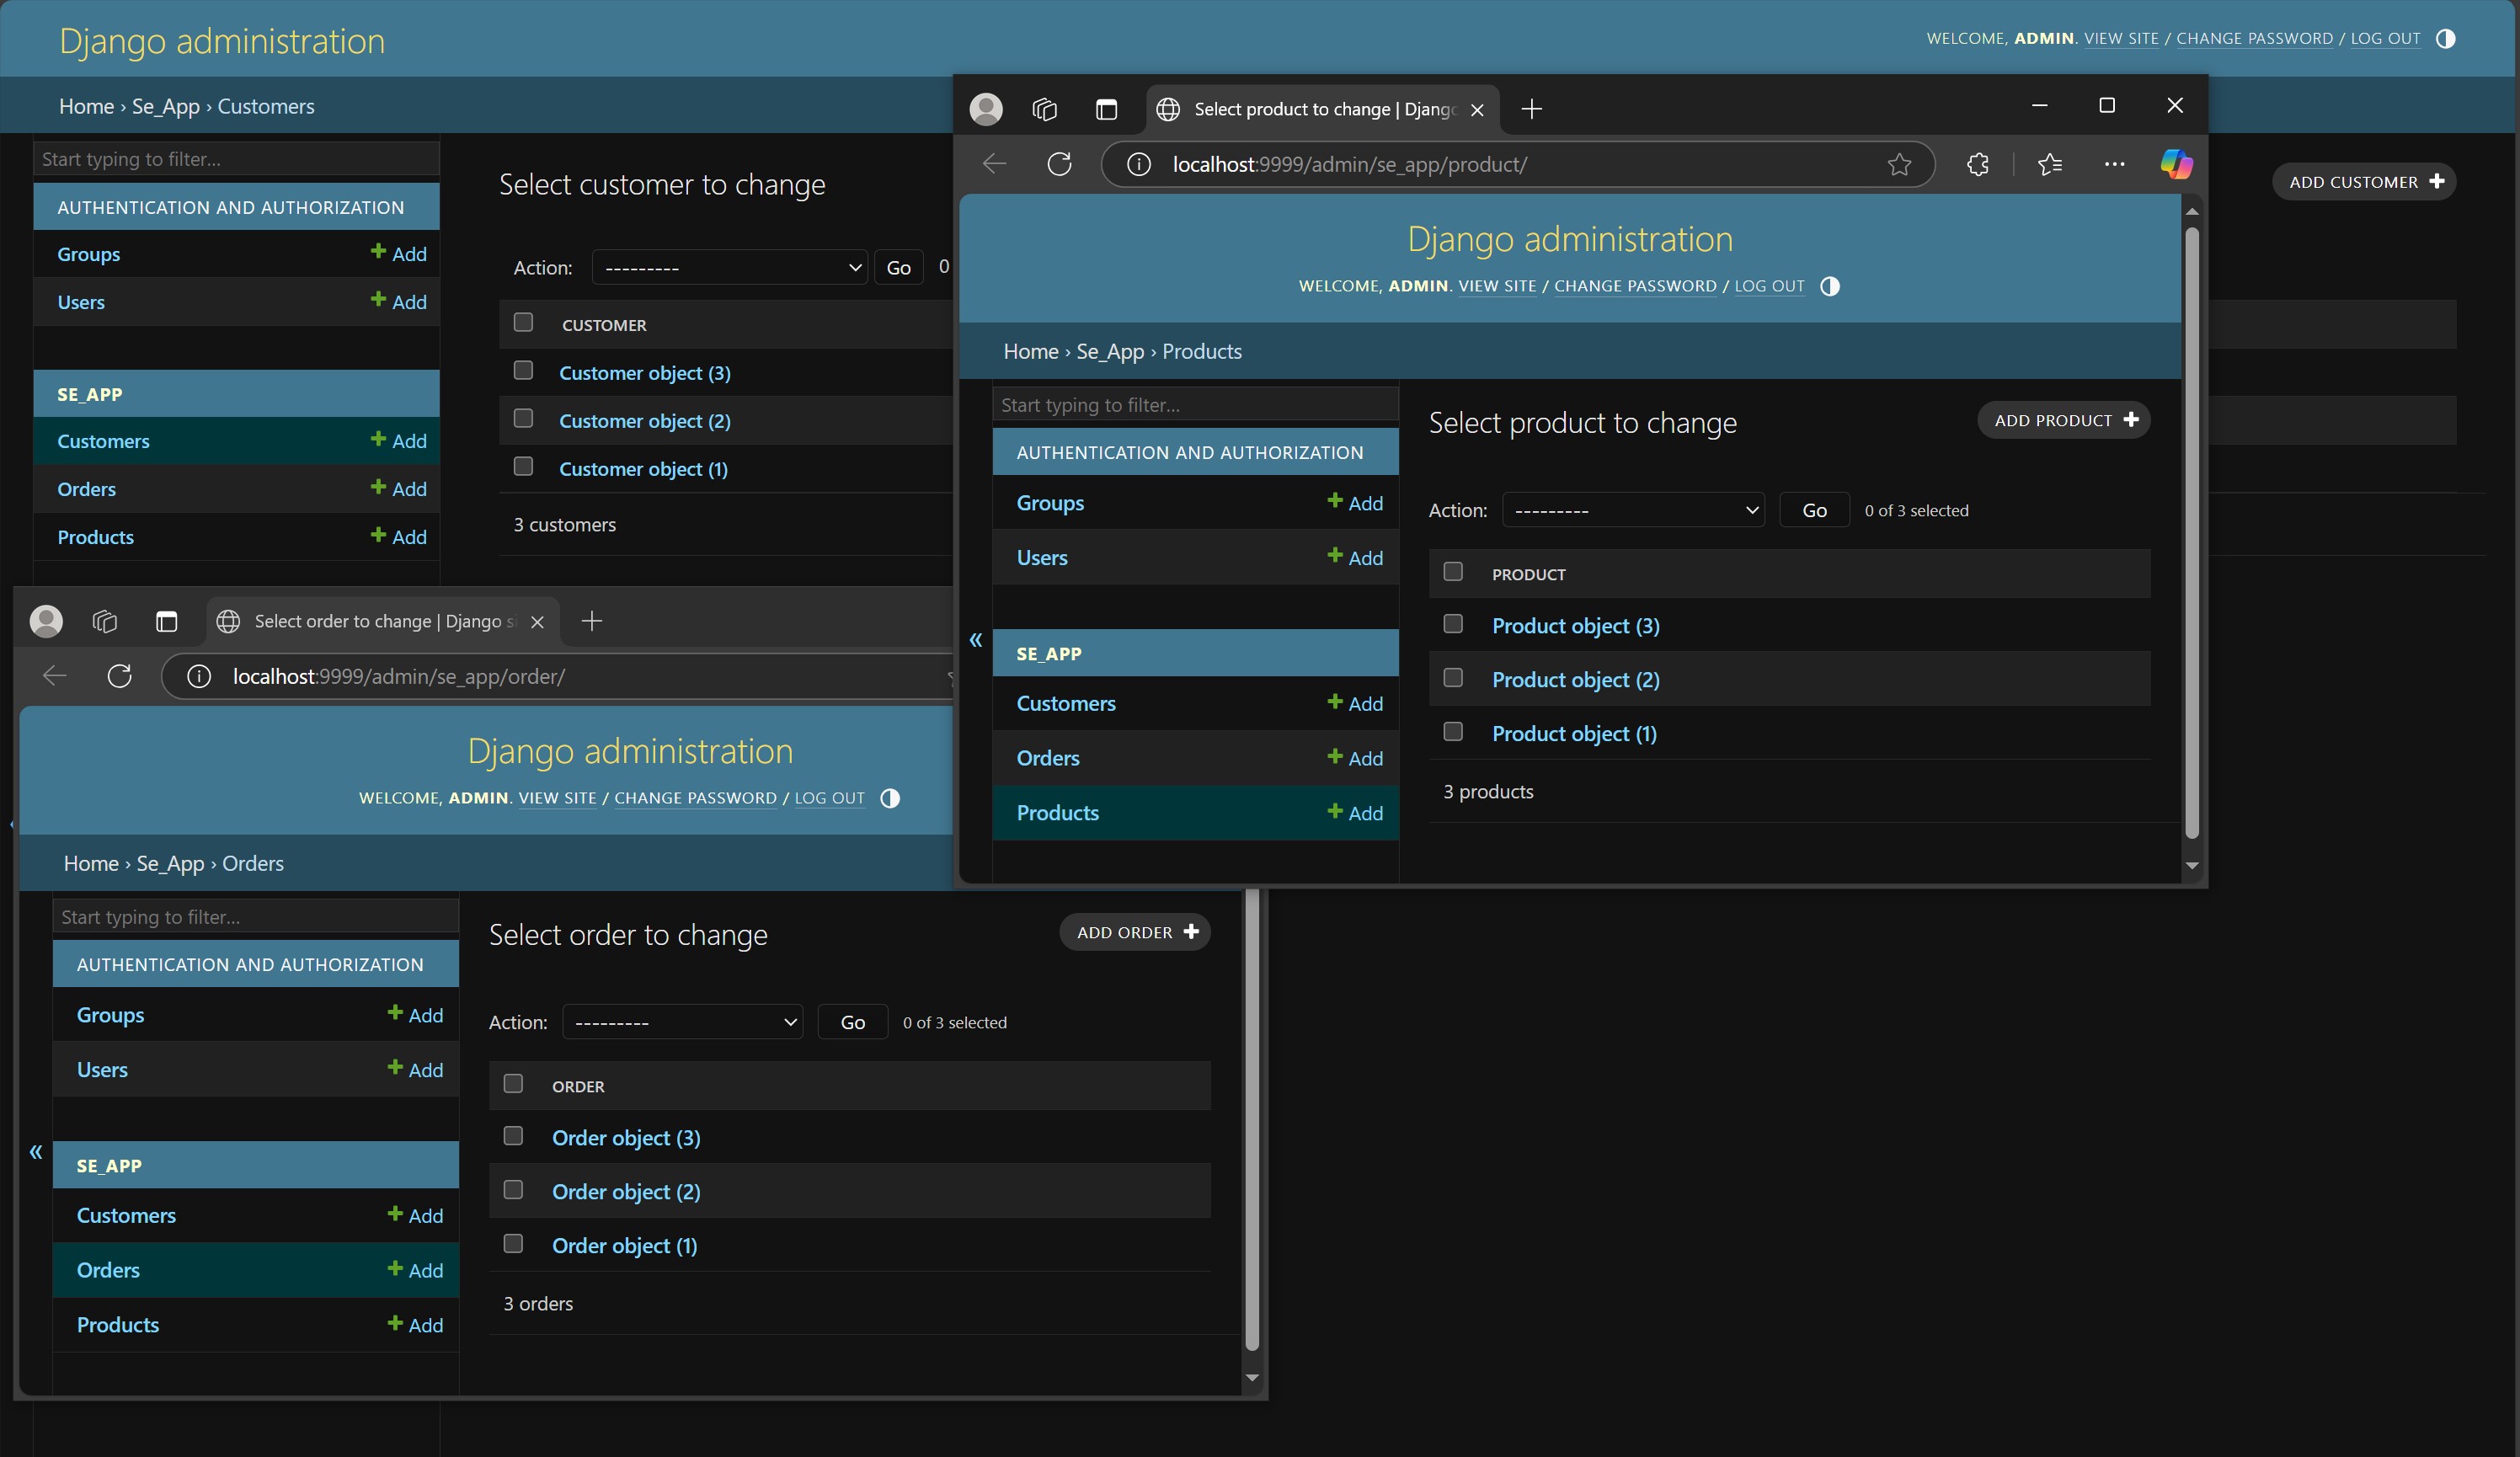 Django administration
WELCOME, ADMIN. VIEW SITE / CHANGE PASSWORD / LOG OUT
Home › Se_App › Customers
Start typing to filter...
AUTHENTICATION AND AUTHORIZATION
Groups + Add
Users + Add
SE_APP
Customers + Add
Orders + Add
Products + Add
Select customer to change
ADD CUSTOMER +
Action: --------- Go 0
CUSTOMER
Customer object (3)
Customer object (2)
Customer object (1)
3 customers
Select product to change | Django
localhost:9999/admin/se_app/product/
Django administration
WELCOME, ADMIN. VIEW SITE / CHANGE PASSWORD / LOG OUT
Home › Se_App › Products
Start typing to filter...
AUTHENTICATION AND AUTHORIZATION
Groups + Add
Users + Add
«
SE_APP
Customers + Add
Orders + Add
Products + Add
Select product to change
ADD PRODUCT +
Action: --------- Go 0 of 3 selected
PRODUCT
Product object (3)
Product object (2)
Product object (1)
3 products
Select order to change | Django s
localhost:9999/admin/se_app/order/
Django administration
WELCOME, ADMIN. VIEW SITE / CHANGE PASSWORD / LOG OUT
Home › Se_App › Orders
Start typing to filter...
AUTHENTICATION AND AUTHORIZATION
Groups + Add
Users + Add
«
SE_APP
Customers + Add
Orders + Add
Products + Add
Select order to change
ADD ORDER +
Action: --------- Go 0 of 3 selected
ORDER
Order object (3)
Order object (2)
Order object (1)
3 orders